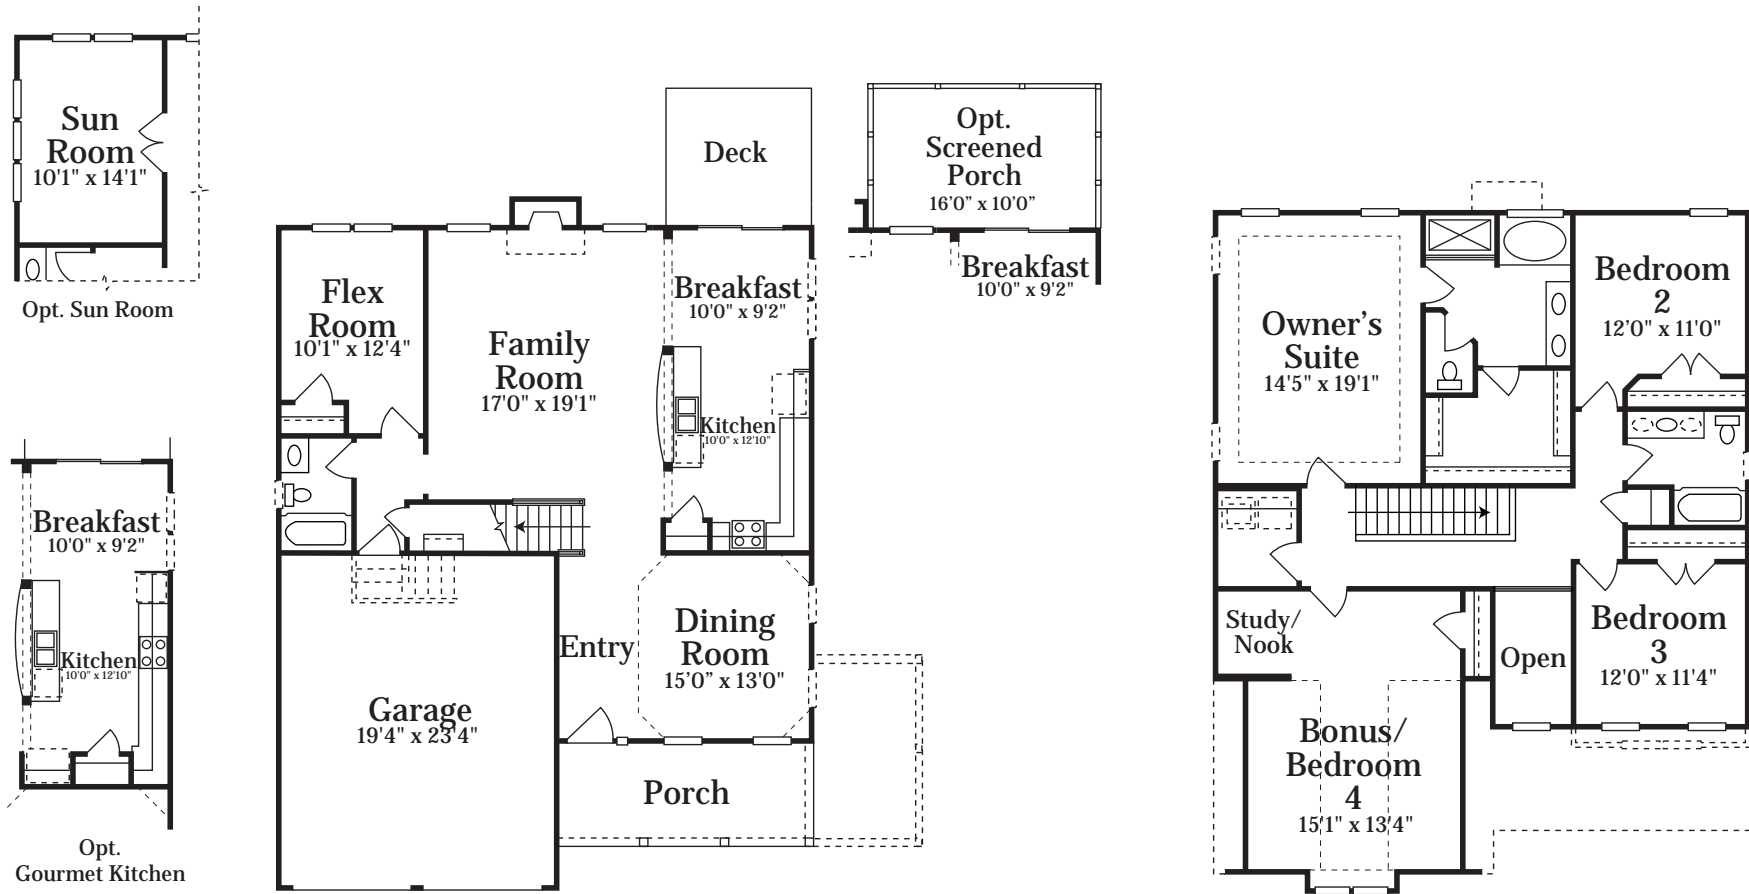 Sun
Room
10'1" x 14'1"
Opt. Sun Room
Breakfast
10'0" x 9'2"
Kitchen
10'0" x 12'10"
Opt.
Gourmet Kitchen
Deck
Flex
Room
10'1" x 12'4"
Family
Room
17'0" x 19'1"
Breakfast
10'0" x 9'2"
Kitchen
10'0" x 12'10"
Entry
Dining
Room
15'0” x 13'0"
Garage
19'4" x 23'4"
Porch
Opt.
Screened
Porch
16'0” x 10'0”
Breakfast
10'0" x 9'2"
Owner's
Suite
14'5" x 19'1"
Bedroom
2
12'0" x 11'0"
Study/
Nook
Open
Bedroom
3
12'0" x 11'4"
Bonus/
Bedroom
4
15'1" x 13'4"